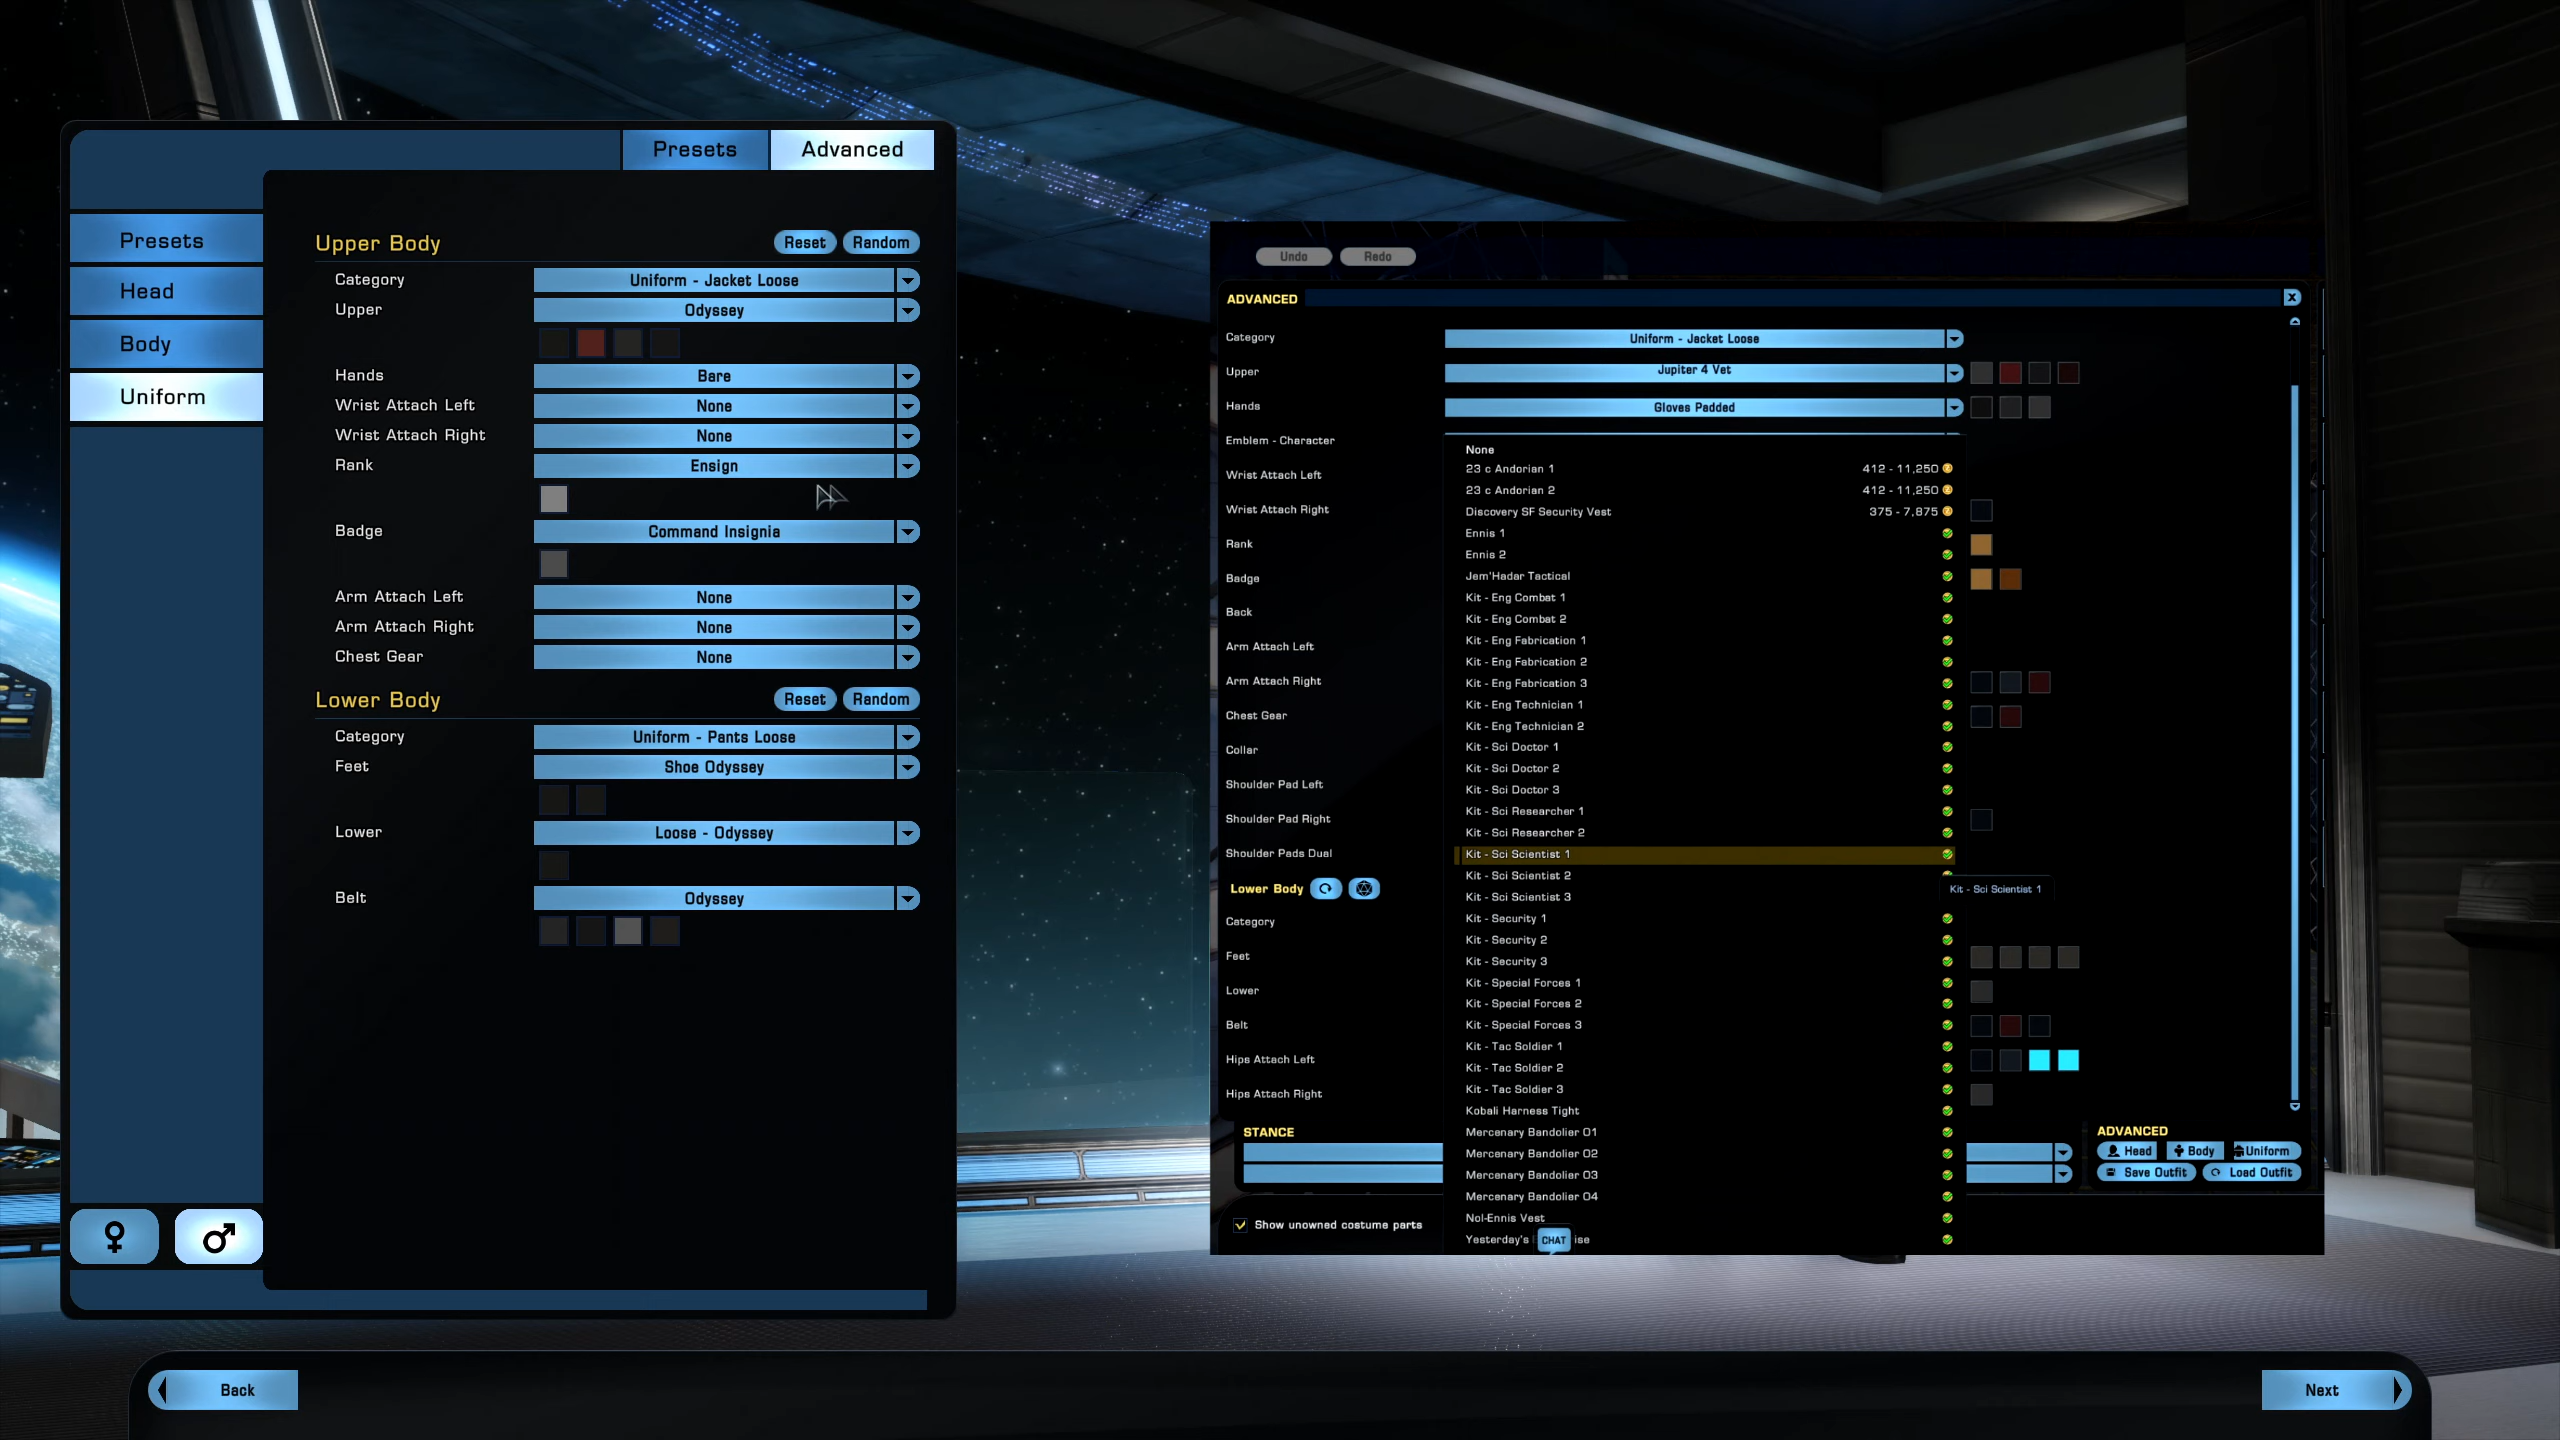 Presets
Advanced
Presets
Head
Body
Uniform
Upper Body
Reset
Random
Category
Uniform - Jacket Loose
Upper
Odyssey
Hands
Bare
Wrist Attach Left
None
Wrist Attach Right
None
Rank
Ensign
Badge
Command Insignia
Arm Attach Left
None
Arm Attach Right
None
Chest Gear
None
Lower Body
Reset
Random
Category
Uniform - Pants Loose
Feet
Shoe Odyssey
Lower
Loose - Odyssey
Belt
Odyssey
Back
Next
Undo
Redo
ADVANCED
X
Category
Uniform - Jacket Loose
Upper
Jupiter 4 Vet
Hands
Gloves Padded
Emblem - Character
Wrist Attach Left
Wrist Attach Right
Rank
Badge
Back
Arm Attach Left
Arm Attach Right
Chest Gear
Collar
Shoulder Pad Left
Shoulder Pad Right
Shoulder Pads Dual
Lower Body
Category
Feet
Lower
Belt
Hips Attach Left
Hips Attach Right
None
23 c Andorian 1 412 - 11,250
23 c Andorian 2 412 - 11,250
Discovery SF Security Vest 375 - 7,875
Ennis 1
Ennis 2
Jem'Hadar Tactical
Kit - Eng Combat 1
Kit - Eng Combat 2
Kit - Eng Fabrication 1
Kit - Eng Fabrication 2
Kit - Eng Fabrication 3
Kit - Eng Technician 1
Kit - Eng Technician 2
Kit - Sci Doctor 1
Kit - Sci Doctor 2
Kit - Sci Doctor 3
Kit - Sci Researcher 1
Kit - Sci Researcher 2
Kit - Sci Scientist 1
Kit - Sci Scientist 2
Kit - Sci Scientist 3
Kit - Security 1
Kit - Security 2
Kit - Security 3
Kit - Special Forces 1
Kit - Special Forces 2
Kit - Special Forces 3
Kit - Tac Soldier 1
Kit - Tac Soldier 2
Kit - Tac Soldier 3
Kobali Harness Tight
Mercenary Bandolier 01
Mercenary Bandolier 02
Mercenary Bandolier 03
Mercenary Bandolier 04
Nol-Ennis Vest
Yesterday's
CHAT
ise
Kit - Sci Scientist 1
STANCE
Show unowned costume parts
ADVANCED
Head
Body
Uniform
Save Outfit
Load Outfit